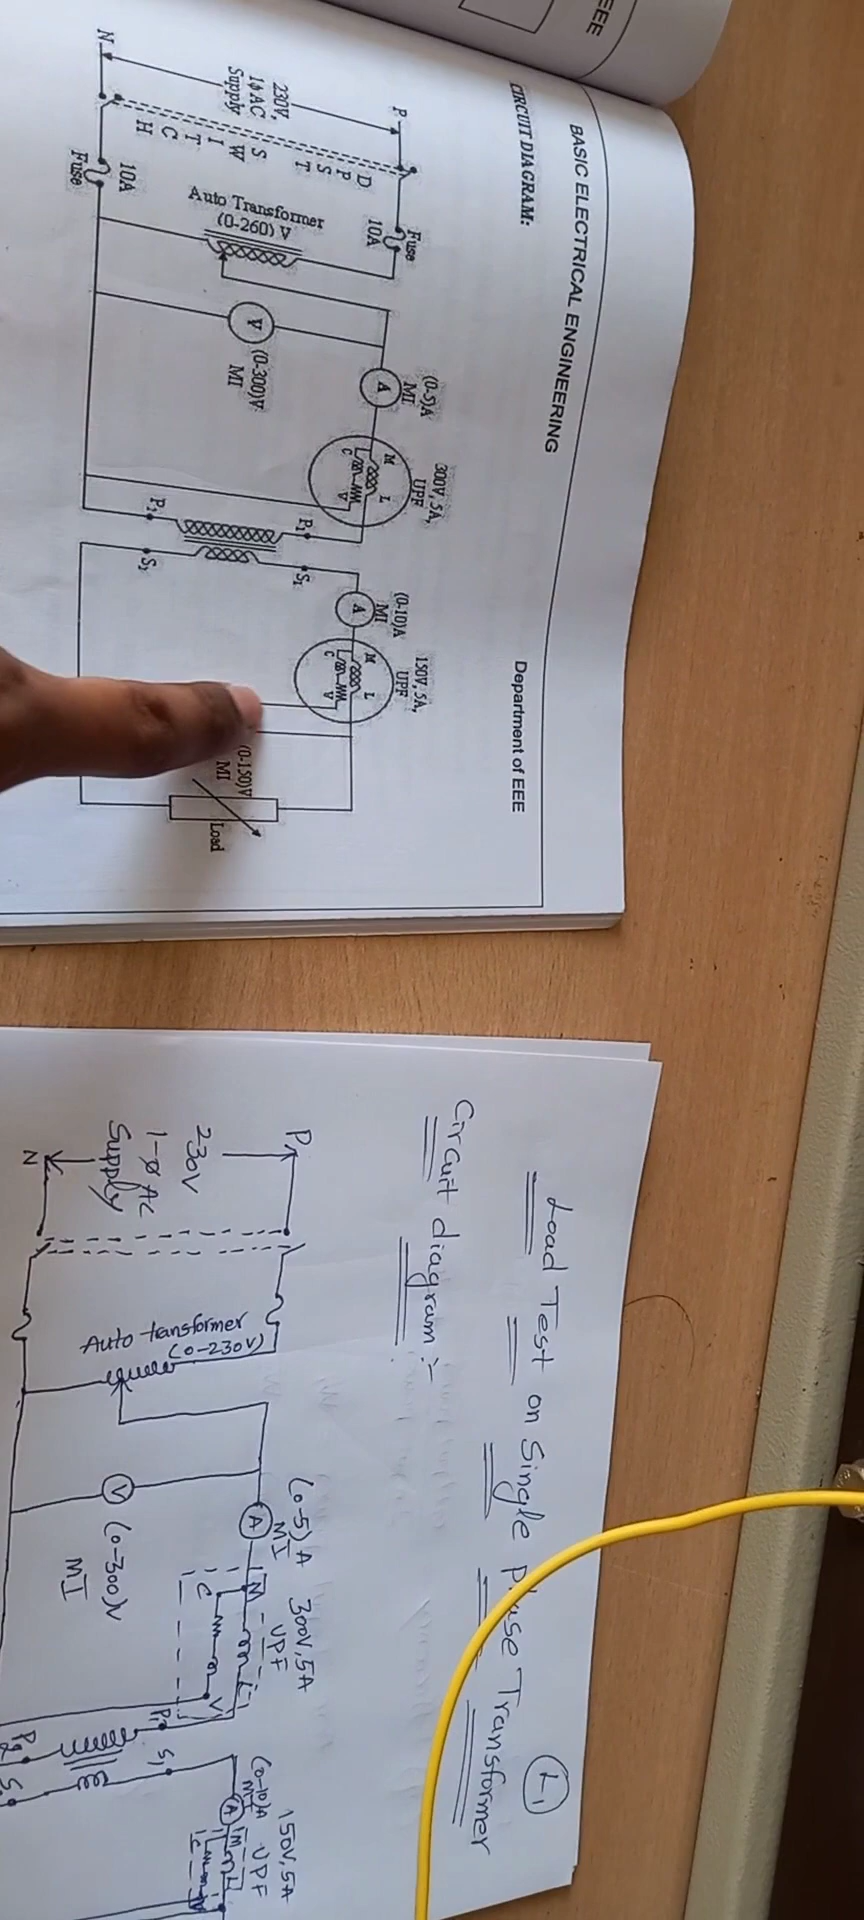 EEE
BASIC ELECTRICAL ENGINEERING
Department of EEE
CIRCUIT DIAGRAM:
P
230V,
1ϕ AC
Supply
N
D
P
S
T
S
W
I
T
C
H
Fuse
10A
10A
Fuse
Auto Transformer
(0-260) V
V
(0-300)V
MI
(0-5)A
MI
A
300V, 5A,
UPF
M
L
C
V
P₁
P₂
S₁
S₂
(0-10)A
MI
A
150V, 5A,
UPF
M
L
C
V
(0-150)V
MI
Load
L₁
Load Test on Single Phase Transformer
Circuit diagram :-
P
230V
1-ϕ AC
Supply
N
Auto transformer
(0-230V)
V
(0-300)V
MI
(0-5)A
MI
A
300V, 5A
UPF
M
L
C
V
P₁
P₂
S₁
S
(0-10)A
MI
A
150V, 5A
UPF
M
L
C
V